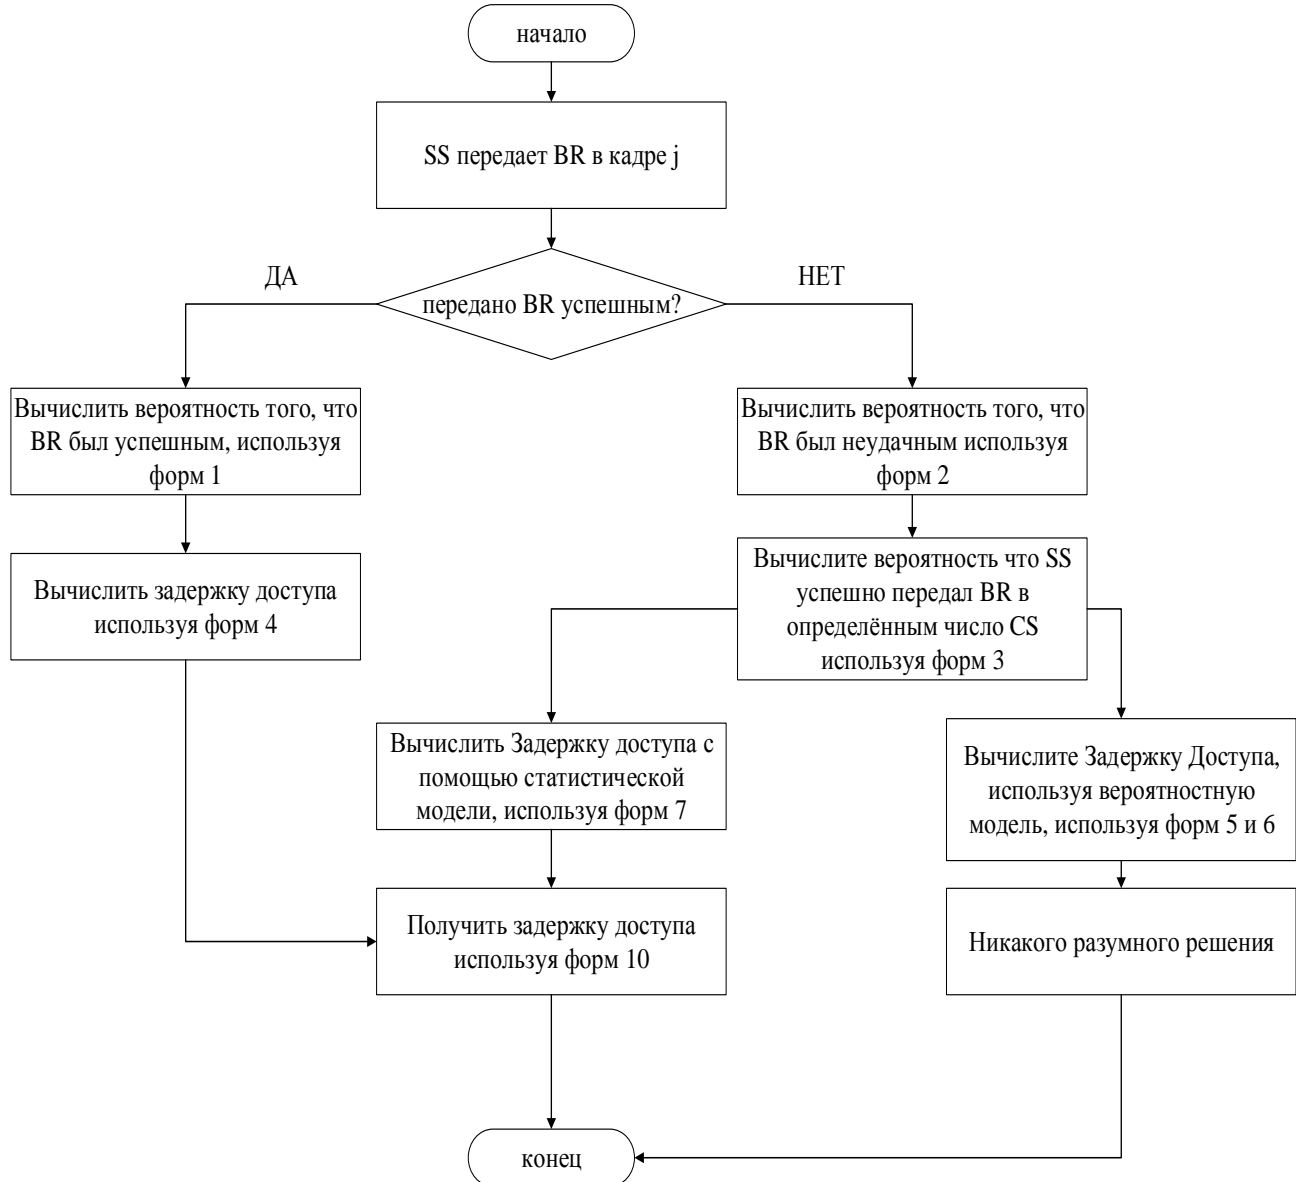 начало
SS передает BR в кадре j
ДА
НЕТ
передано BR успешным?
Вычислить вероятность того, что
BR был успешным, используя
форм 1
Вычислить вероятность того, что
BR был неудачным используя
форм 2
Вычислить задержку доступа
используя форм 4
Вычислите вероятность что SS
успешно передал BR в
определённым число CS
используя форм 3
Вычислить Задержку доступа с
помощью статистической
модели, используя форм 7
Вычислите Задержку Доступа,
используя вероятностную
модель, используя форм 5 и 6
Получить задержку доступа
используя форм 10
Никакого разумного решения
конец